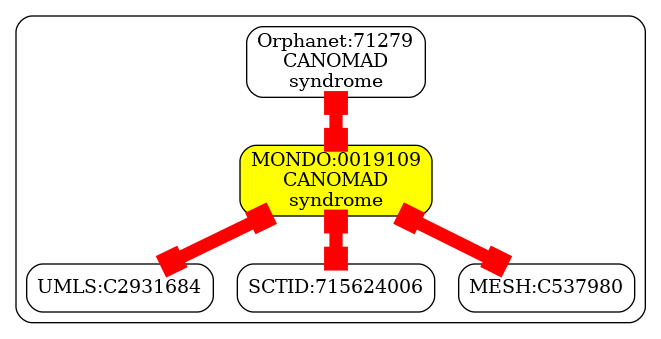 Orphanet:71279
CANOMAD
syndrome
MONDO:0019109
CANOMAD
syndrome
UMLS:C2931684
SCTID:715624006
MESH:C537980